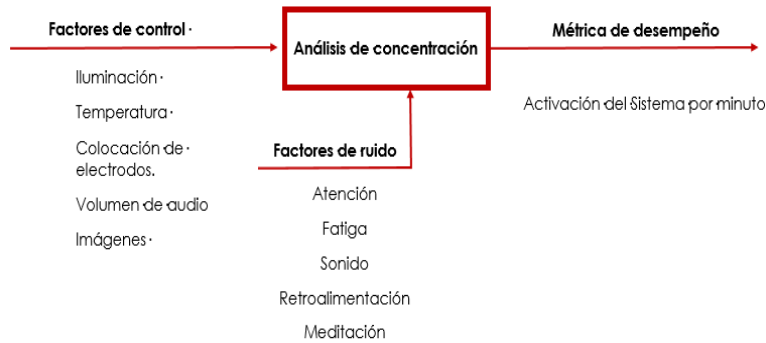 Factores de control·
Iluminación·
Temperatura·
Colocación de·
electrodos.
Volumen de audio
Imágenes·
Análisis de concentración
Factores de ruido
Atención
Fatiga
Sonido
Retroalimentación
Meditación
Métrica de desempeño
Activación del Sistema por minuto